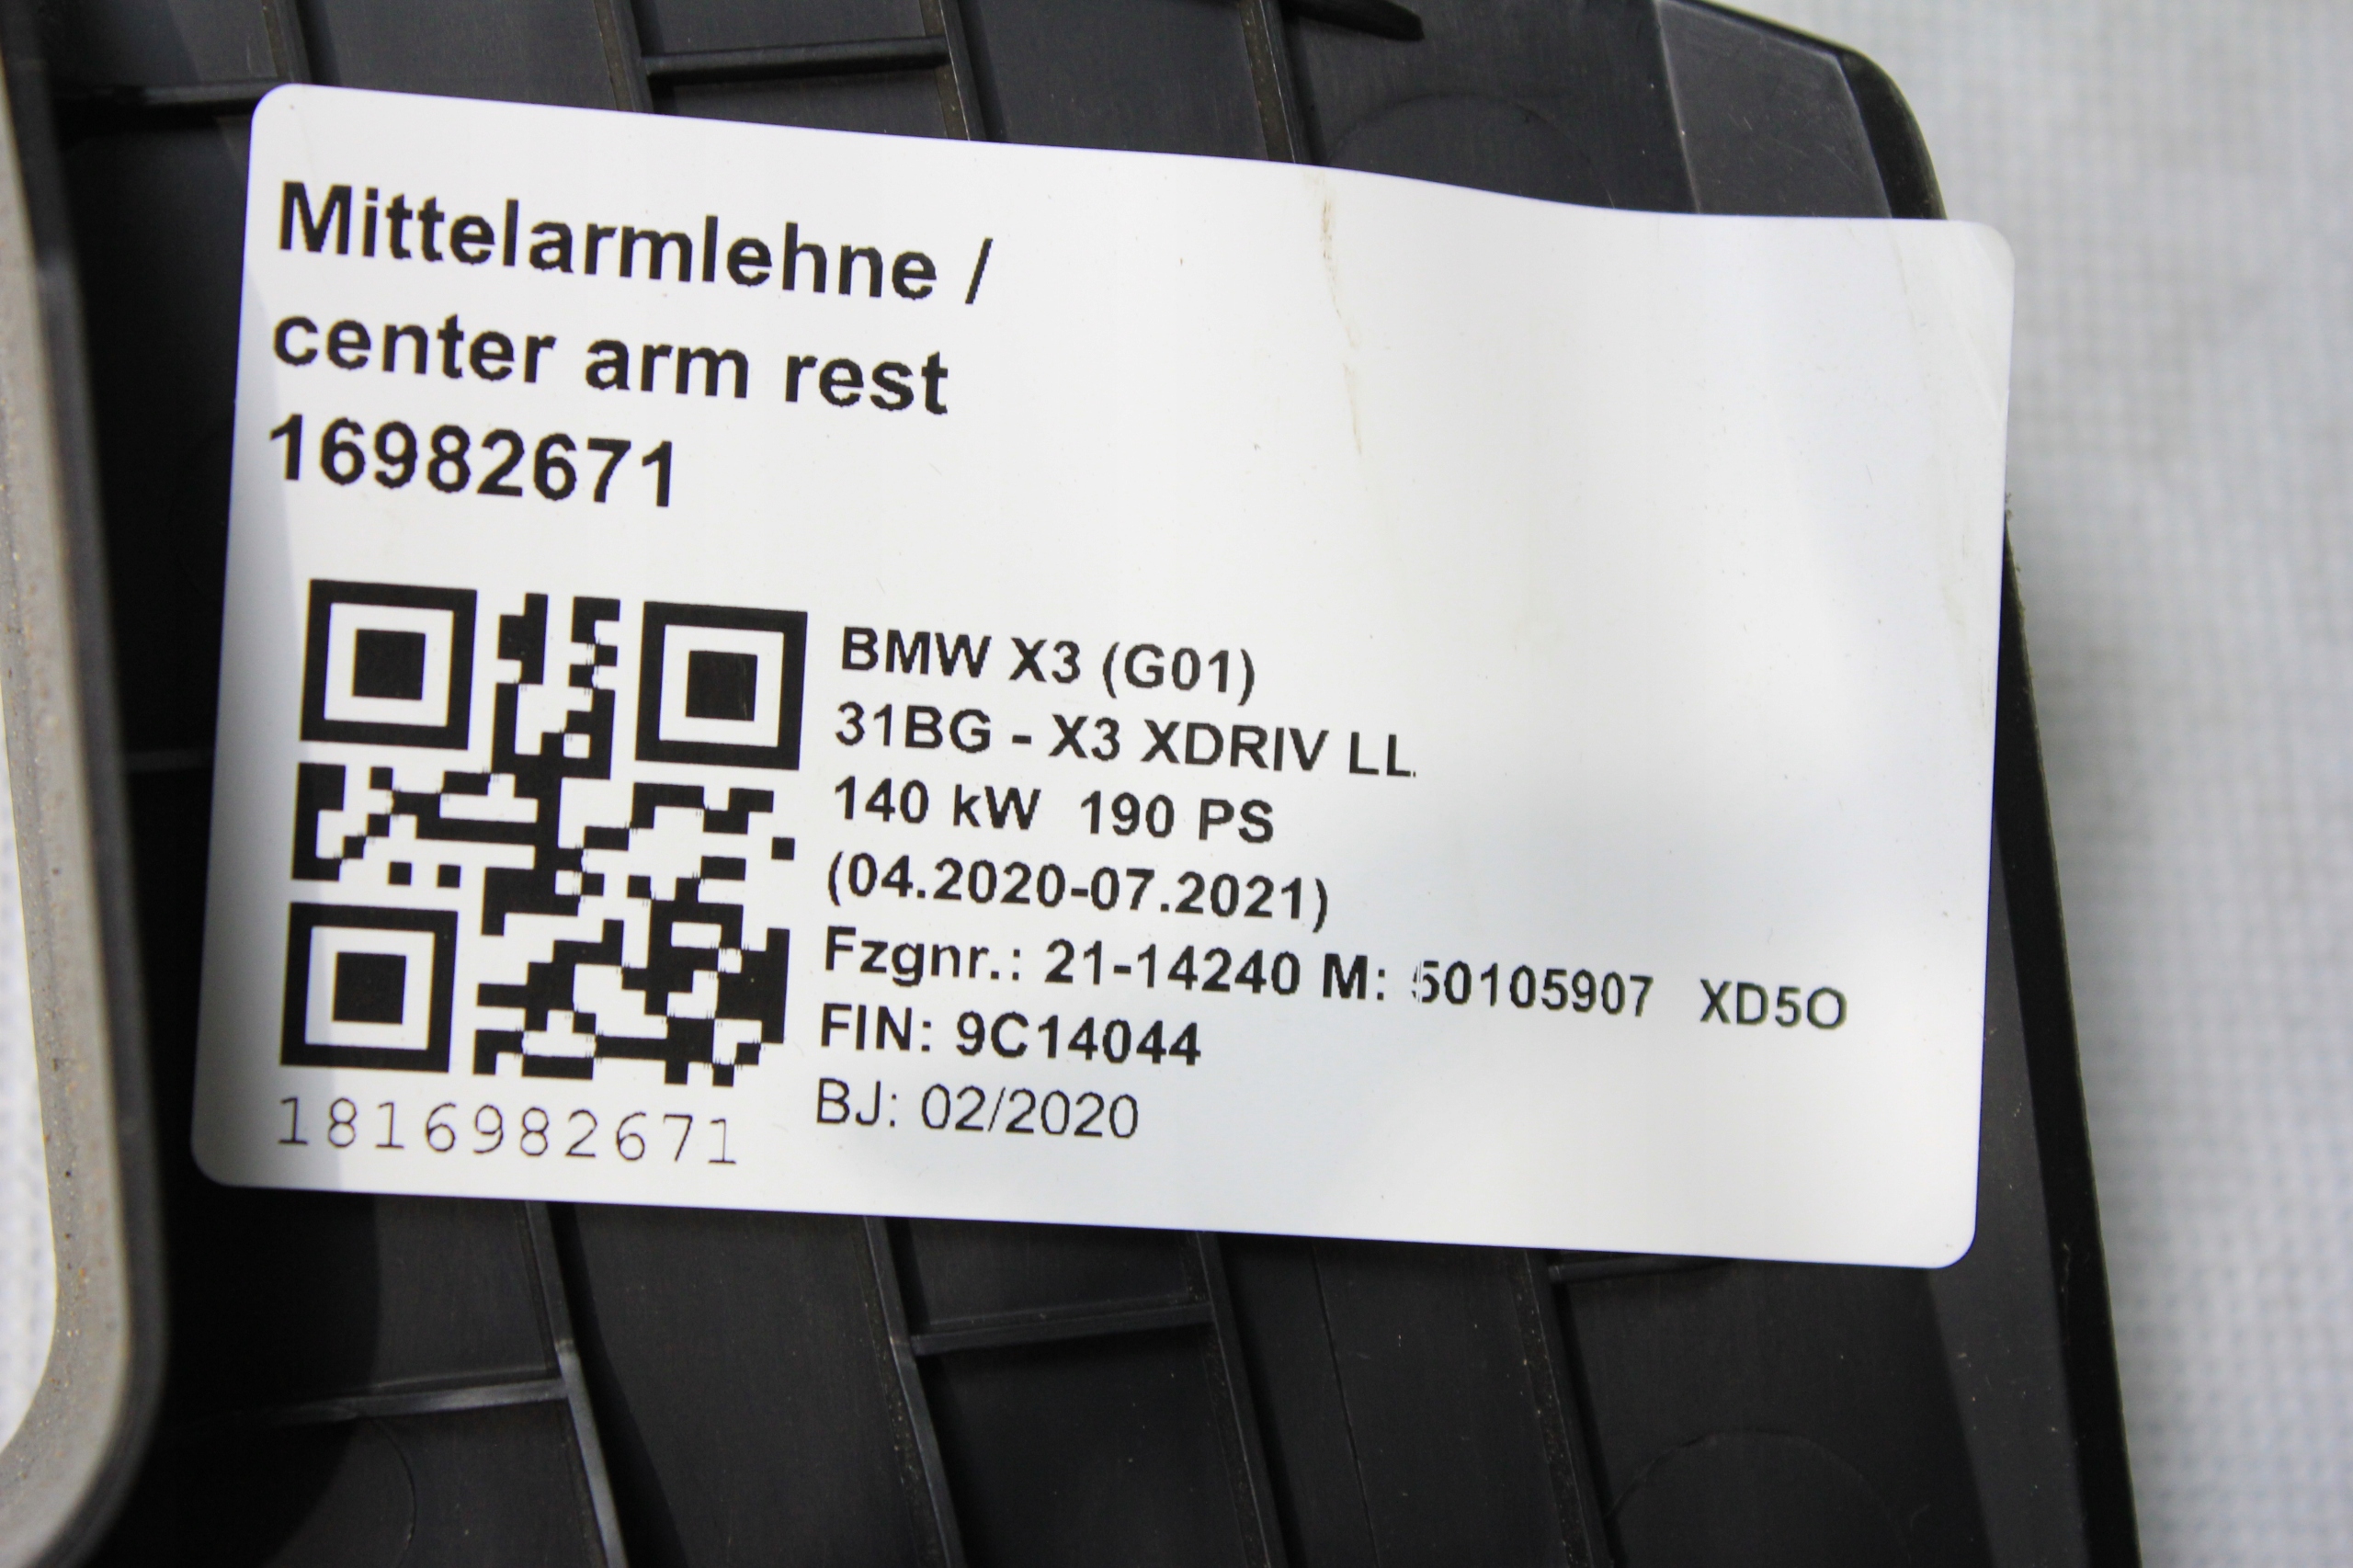 Mittelarmlehne /
center arm rest
16982671
BMW X3 (G01)
31BG - X3 XDRIV LL
140 kW 190 PS
(04.2020-07.2021)
Fzgnr.: 21-14240 M: 50105907 XD5O
FIN: 9C14044
BJ: 02/2020
1816982671